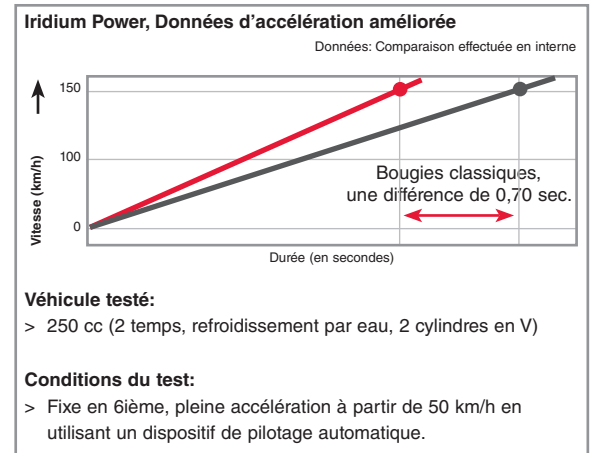 Iridium Power, Données d'accélération améliorée
Données: Comparaison effectuée en interne
150
100
0
Vitesse (km/h)
Bougies classiques,
une différence de 0,70 sec.
Durée (en secondes)
Véhicule testé:
> 250 cc (2 temps, refroidissement par eau, 2 cylindres en V)
Conditions du test:
> Fixe en 6ième, pleine accélération à partir de 50 km/h en
utilisant un dispositif de pilotage automatique.